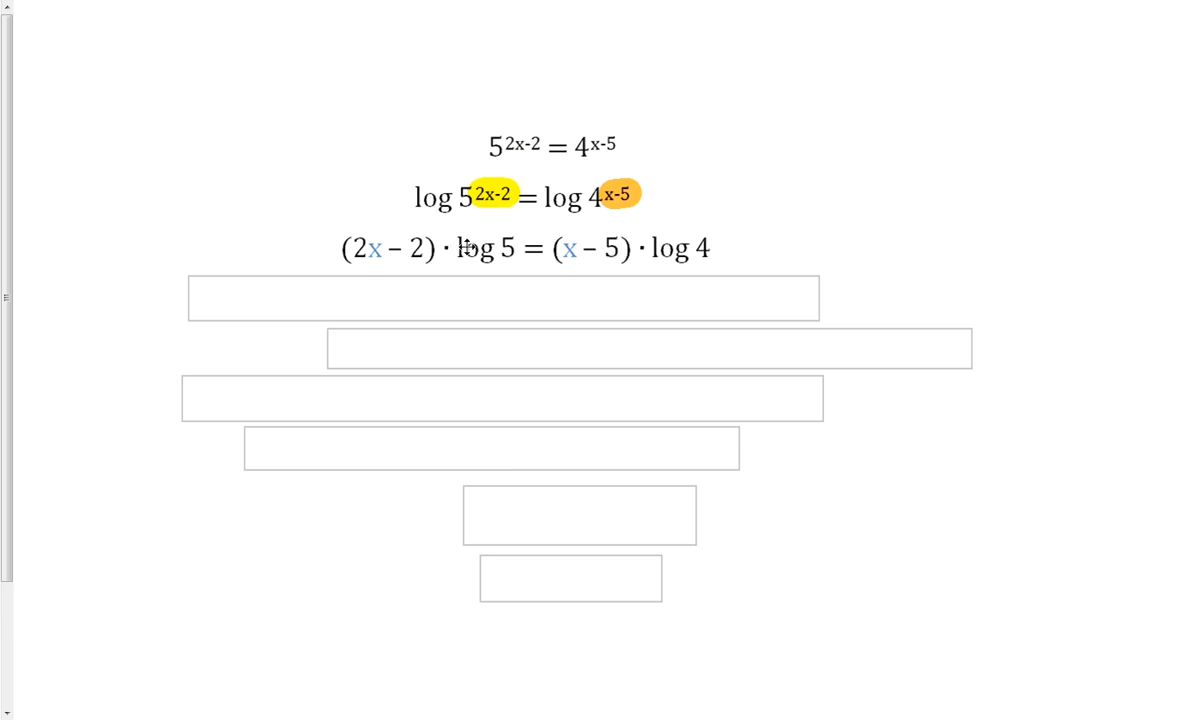 5^{2x-2} = 4^{x-5}
log 5^{2x-2} = log 4^{x-5}
(2x – 2) · log 5 = (x – 5) · log 4